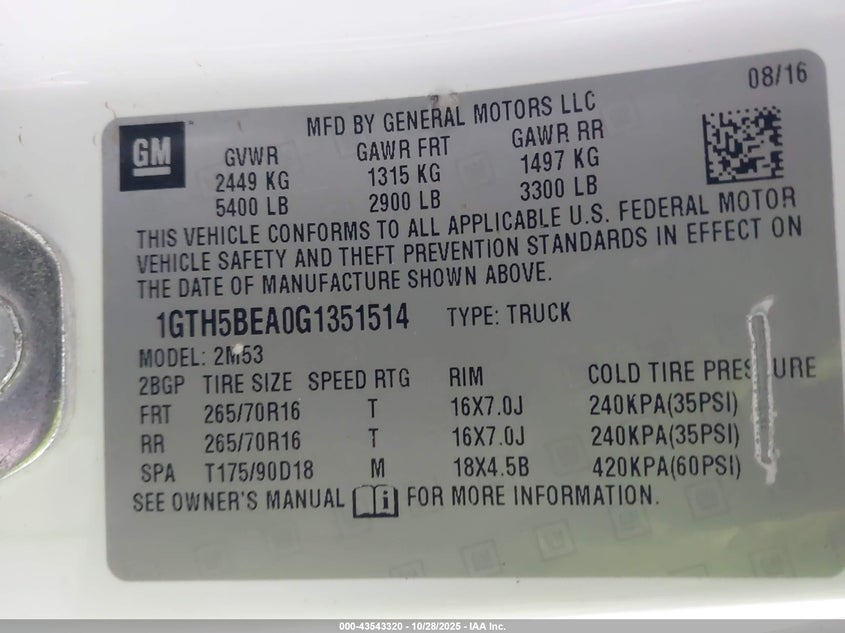 08/16
MFD BY GENERAL MOTORS LLC
GM
GVWR GAWR FRT GAWR RR
2449 KG 1315 KG 1497 KG
5400 LB 2900 LB 3300 LB
THIS VEHICLE CONFORMS TO ALL APPLICABLE U.S. FEDERAL MOTOR
VEHICLE SAFETY AND THEFT PREVENTION STANDARDS IN EFFECT ON
THE DATE OF MANUFACTURE SHOWN ABOVE.
1GTH5BEA0G1351514 TYPE: TRUCK
MODEL: 2M53
2BGP TIRE SIZE SPEED RTG RIM COLD TIRE PRESSURE
FRT 265/70R16 T 16X7.0J 240KPA(35PSI)
RR 265/70R16 T 16X7.0J 240KPA(35PSI)
SPA T175/90D18 M 18X4.5B 420KPA(60PSI)
SEE OWNER'S MANUAL FOR MORE INFORMATION.
000-43543320 | 10/28/2025 - IAA Inc.